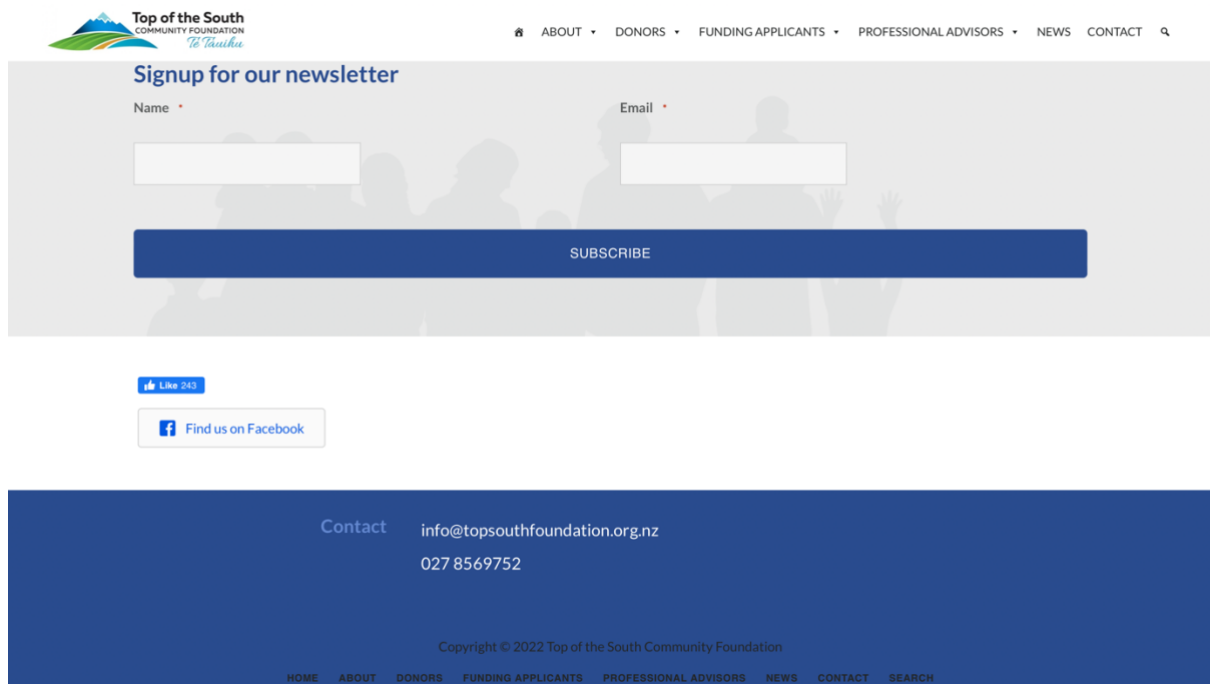 Top of the South
COMMUNITY FOUNDATION
Te Tauihu
ABOUT DONORS FUNDING APPLICANTS PROFESSIONAL ADVISORS NEWS CONTACT
Signup for our newsletter
Name * Email *
SUBSCRIBE
Like 243
Find us on Facebook
Contact info@topsouthfoundation.org.nz
027 8569752
Copyright © 2022 Top of the South Community Foundation
HOME ABOUT DONORS FUNDING APPLICANTS PROFESSIONAL ADVISORS NEWS CONTACT SEARCH